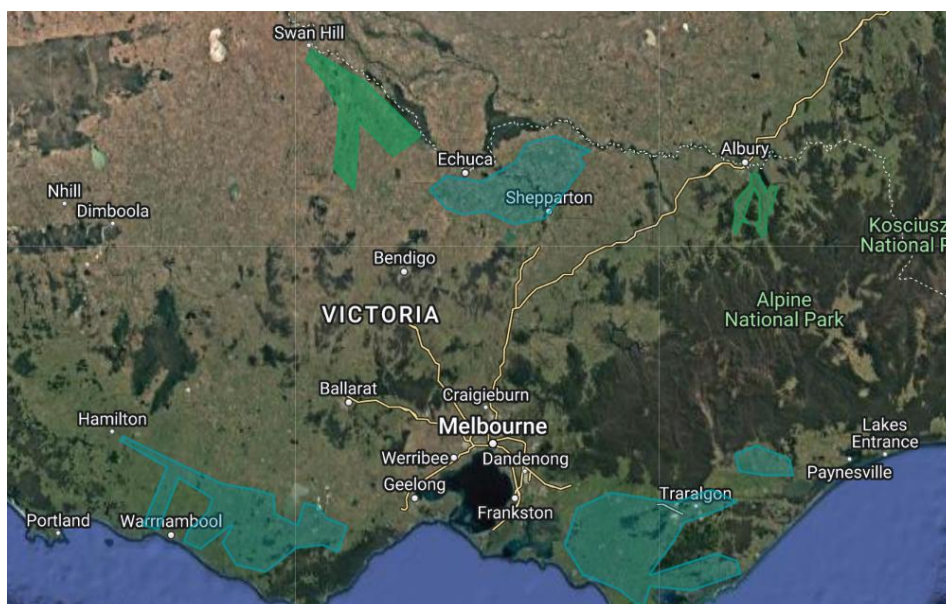 Swan Hill
Echuca
Albury
Shepparton
Nhill
Dimboola
Kosciusz
National P
Bendigo
Alpine
National Park
VICTORIA
Ballarat
Craigieburn
Hamilton
Melbourne
Lakes
Entrance
Werribee
Dandenong
Paynesville
Geelong
Traralgon
Frankston
Portland
Warrnambool